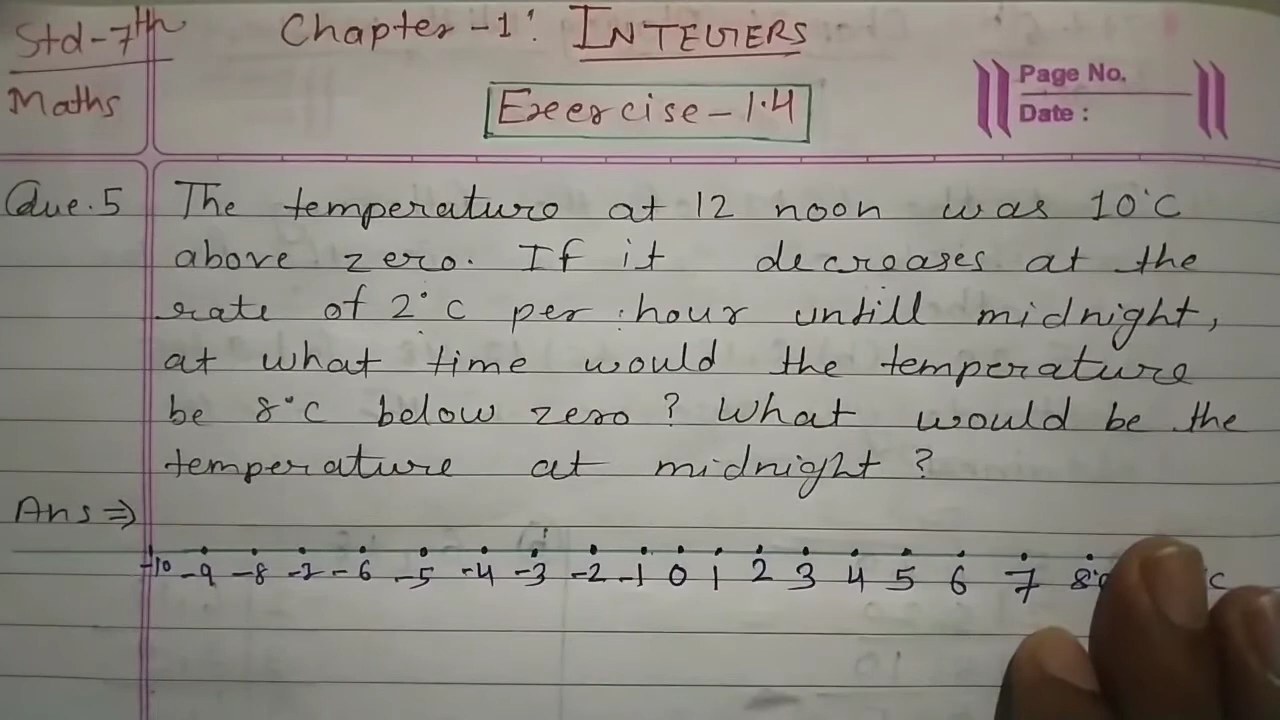 Std-7th
Maths
Chapter-1: INTEGERS
Exercise-1.4
Page No.
Date :
Que.5 The temperature at 12 noon was 10°C
above zero. If it decreases at the
rate of 2°C per hour untill midnight,
at what time would the temperature
be 8°C below zero? What would be the
temperature at midnight?
Ans⇒
-10 -9 -8 -7 -6 -5 -4 -3 -2 -1 0 1 2 3 4 5 6 7 8°C